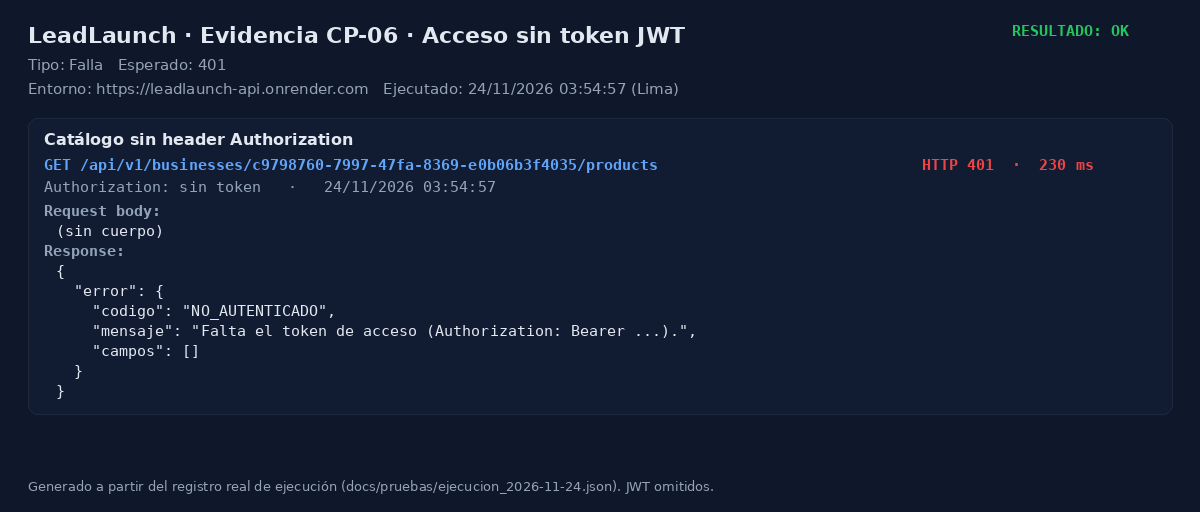 LeadLaunch · Evidencia CP-06 · Acceso sin token JWT
RESULTADO: OK
Tipo: Falla   Esperado: 401
Entorno: https://leadlaunch-api.onrender.com   Ejecutado: 24/11/2026 03:54:57 (Lima)
Catálogo sin header Authorization
GET /api/v1/businesses/c9798760-7997-47fa-8369-e0b06b3f4035/products   HTTP 401  ·  230 ms
Authorization: sin token   ·   24/11/2026 03:54:57
Request body:
(sin cuerpo)
Response:
{
  "error": {
    "codigo": "NO_AUTENTICADO",
    "mensaje": "Falta el token de acceso (Authorization: Bearer ...).",
    "campos": []
  }
}
Generado a partir del registro real de ejecución (docs/pruebas/ejecucion_2026-11-24.json). JWT omitidos.